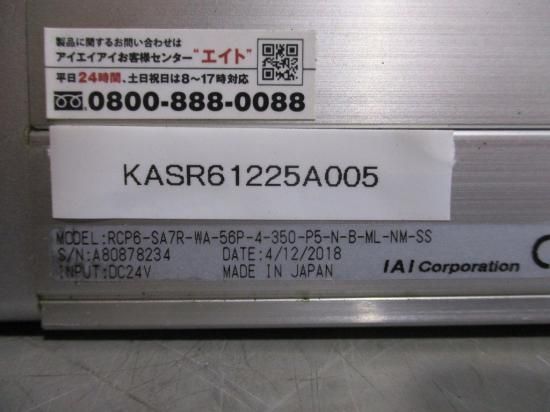 製品に関するお問い合わせは
アイエイアイお客様センター "エイト"
平日24時間、土日祝日は8~17時対応
0800-888-0088
KASR61225A005
MODEL:RCP6-SA7R-WA-56P-4-350-P5-N-B-ML-NM-SS
S/N:A80878234 DATE:4/12/2018
INPUT:DC24V MADE IN JAPAN IAI Corporation